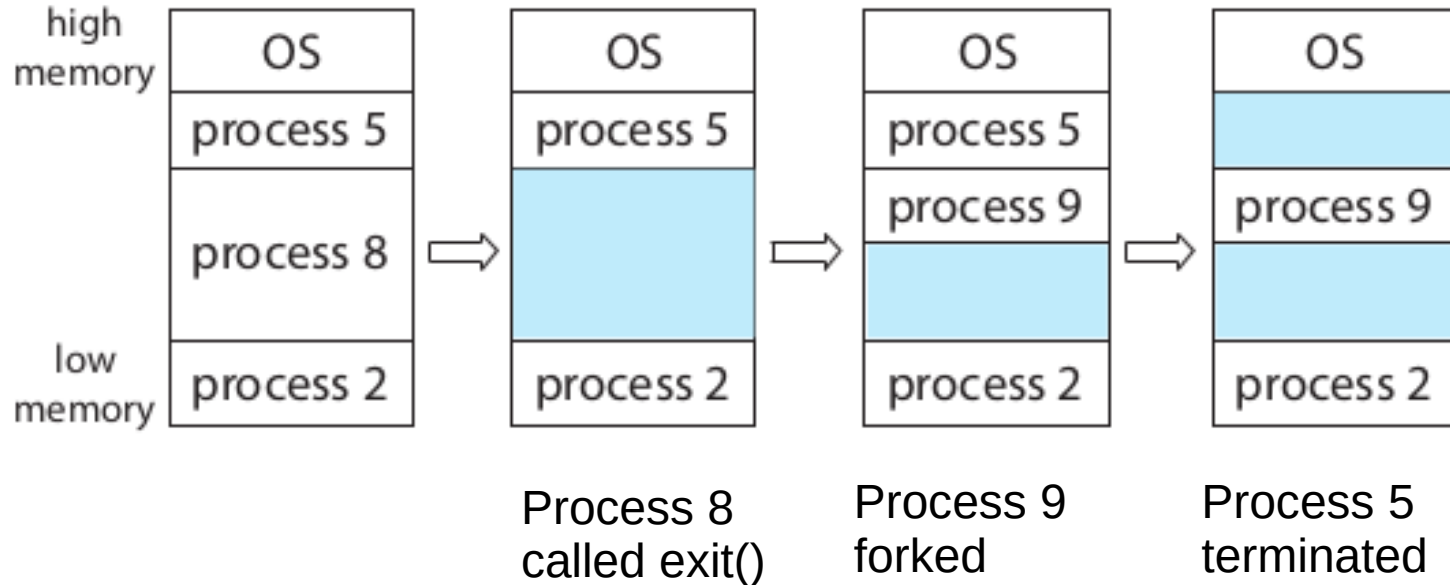 high
memory
OS
process 5
process 8
low
memory
process 2
OS
process 5
process 2
Process 8
called exit()
OS
process 5
process 9
process 2
Process 9
forked
OS
process 9
process 2
Process 5
terminated